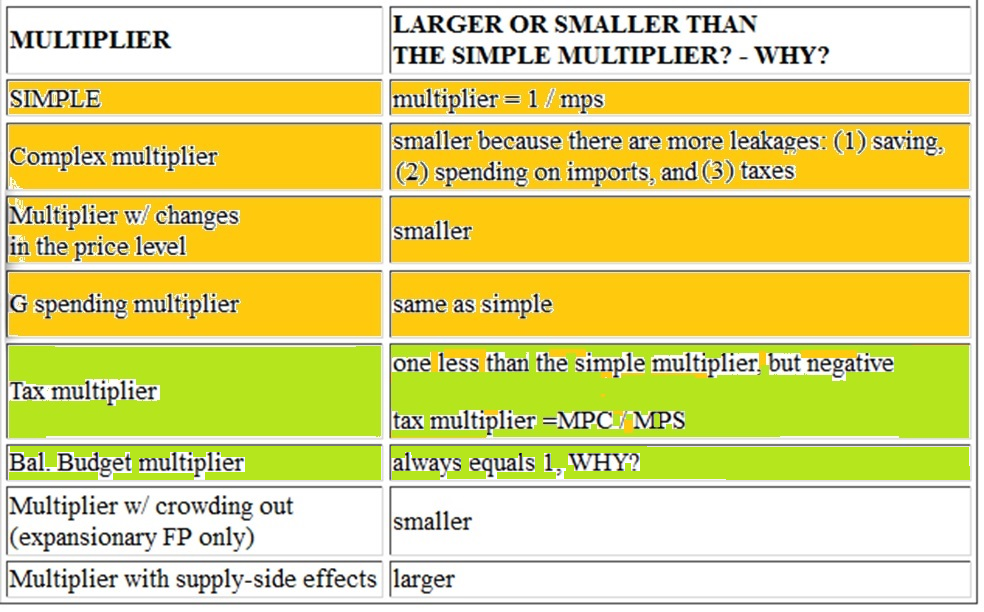 MULTIPLIER
LARGER OR SMALLER THAN
THE SIMPLE MULTIPLIER? - WHY?
SIMPLE
multiplier = 1 / mps
Complex multiplier
smaller because there are more leakages: (1) saving,
(2) spending on imports, and (3) taxes
Multiplier w/ changes
in the price level
smaller
G spending multiplier
same as simple
Tax multiplier
one less than the simple multiplier, but negative
tax multiplier =MPC / MPS
Bal. Budget multiplier
always equals 1, WHY?
Multiplier w/ crowding out
(expansionary FP only)
smaller
Multiplier with supply-side effects
larger